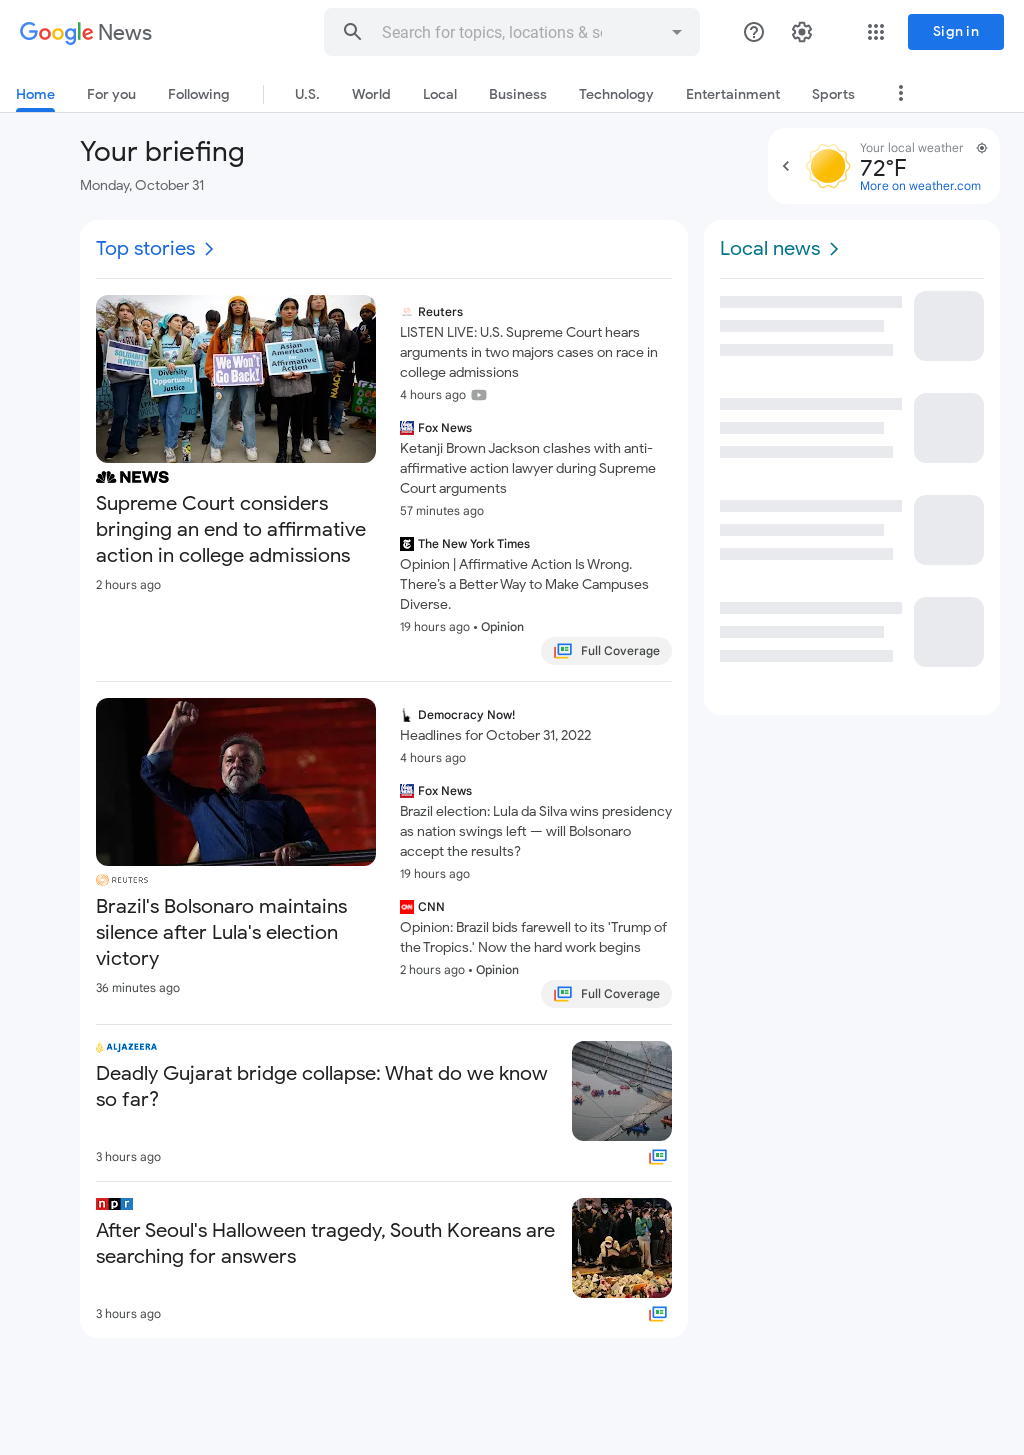 Google News
Search for topics, locations & so
Sign in
Home
For you
Following
U.S.
World
Local
Business
Technology
Entertainment
Sports
Your briefing
Monday, October 31
Your local weather
72°F
More on weather.com
Top stories
SOLIDARITY is POWER
Diversity Opportunity Justice
We Won't Go Back!
Asian Americans for Affirmative Action
NAACP
NEWS
Supreme Court considers
bringing an end to affirmative
action in college admissions
2 hours ago
Reuters
LISTEN LIVE: U.S. Supreme Court hears
arguments in two majors cases on race in
college admissions
4 hours ago
Fox News
Ketanji Brown Jackson clashes with anti-
affirmative action lawyer during Supreme
Court arguments
57 minutes ago
The New York Times
Opinion | Affirmative Action Is Wrong.
There's a Better Way to Make Campuses
Diverse.
19 hours ago • Opinion
Full Coverage
REUTERS
Brazil's Bolsonaro maintains
silence after Lula's election
victory
36 minutes ago
Democracy Now!
Headlines for October 31, 2022
4 hours ago
Fox News
Brazil election: Lula da Silva wins presidency
as nation swings left — will Bolsonaro
accept the results?
19 hours ago
CNN
Opinion: Brazil bids farewell to its 'Trump of
the Tropics.' Now the hard work begins
2 hours ago • Opinion
Full Coverage
ALJAZEERA
Deadly Gujarat bridge collapse: What do we know
so far?
3 hours ago
npr
After Seoul's Halloween tragedy, South Koreans are
searching for answers
3 hours ago
Local news